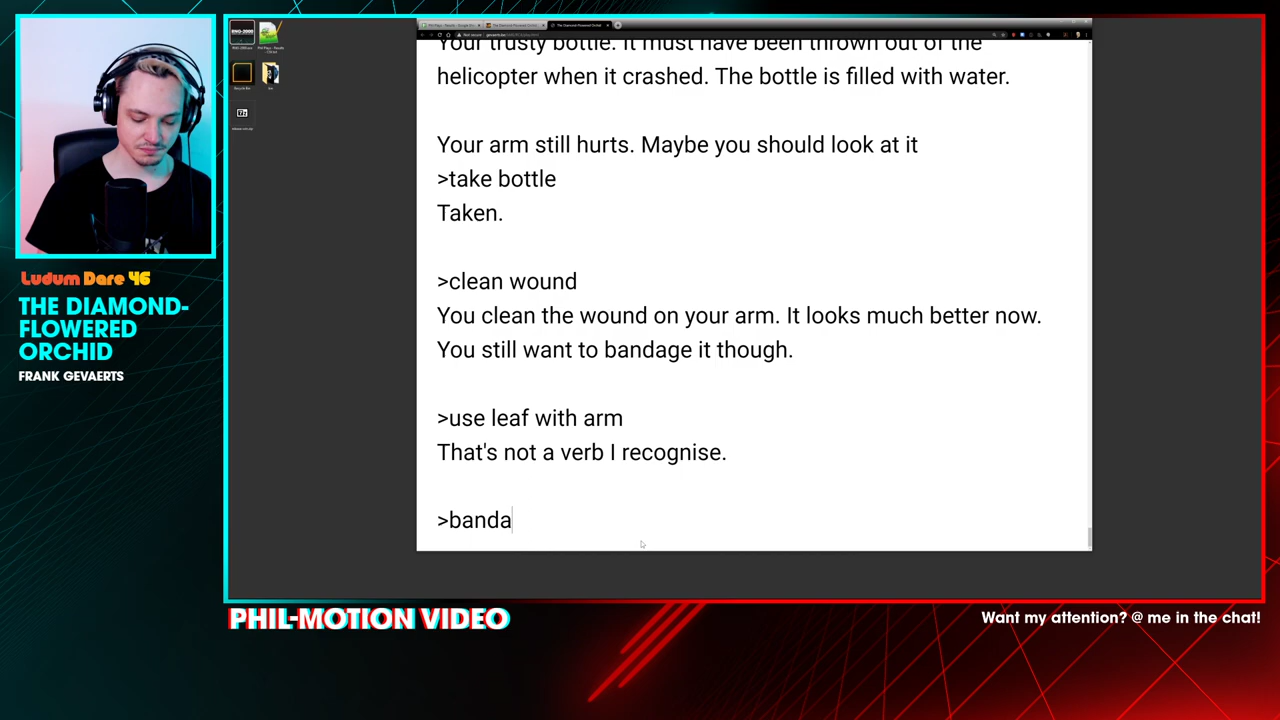 Your trusty bottle. It must have been thrown out of the
helicopter when it crashed. The bottle is filled with water.
Your arm still hurts. Maybe you should look at it
>take bottle
Taken.
>clean wound
You clean the wound on your arm. It looks much better now.
You still want to bandage it though.
>use leaf with arm
That's not a verb I recognise.
>banda
Ludum Dare 46
THE DIAMOND-
FLOWERED
ORCHID
FRANK GEVAERTS
PHIL-MOTION VIDEO
Want my attention? @ me in the chat!